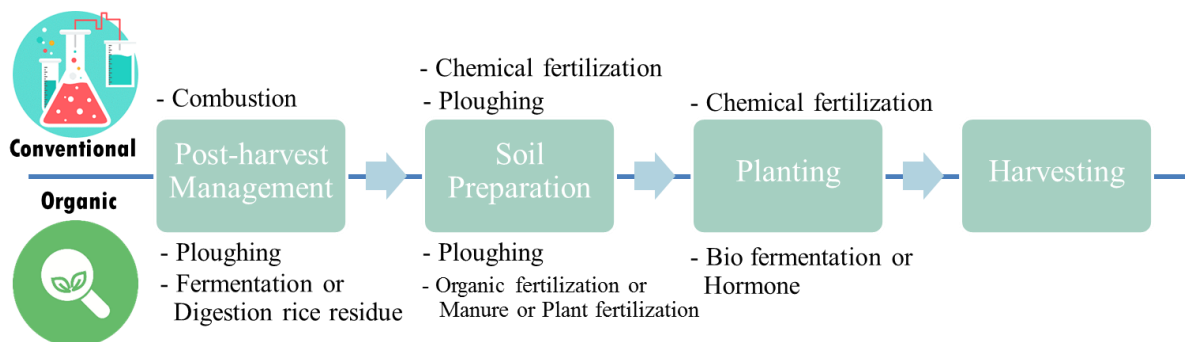 - Combustion
- Chemical fertilization
- Ploughing
- Chemical fertilization
Conventional
Post-harvest
Management
Soil
Preparation
Planting
Harvesting
Organic
- Ploughing
- Fermentation or
Digestion rice residue
- Ploughing
- Organic fertilization or
Manure or Plant fertilization
- Bio fermentation or
Hormone